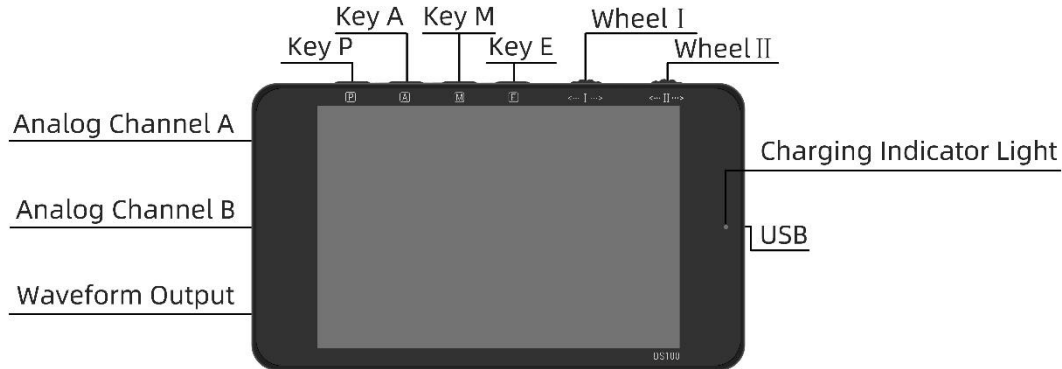 Key A Key M Wheel I
Key P Key E Wheel II
P A M E <-- I --> <-- II -->
Analog Channel A
Charging Indicator Light
Analog Channel B
USB
Waveform Output
DS100